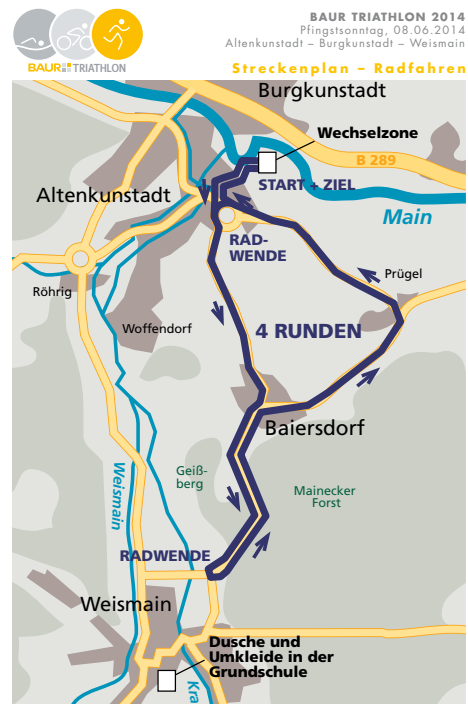 BAUR TRIATHLON 2014
Pfingstsonntag, 08.06.2014
Altenkunstadt – Burgkunstadt – Weismain
BAUR TRIATHLON
Streckenplan – Radfahren
Burgkunstadt
Wechselzone
B 289
START + ZIEL
Altenkunstadt
Main
RAD-
WENDE
Prügel
Röhrig
Woffendorf
4 RUNDEN
Baiersdorf
Weismain
Geiß-
berg
Mainecker
Forst
RADWENDE
Weismain
Dusche und
Umkleide in der
Grundschule
Kra